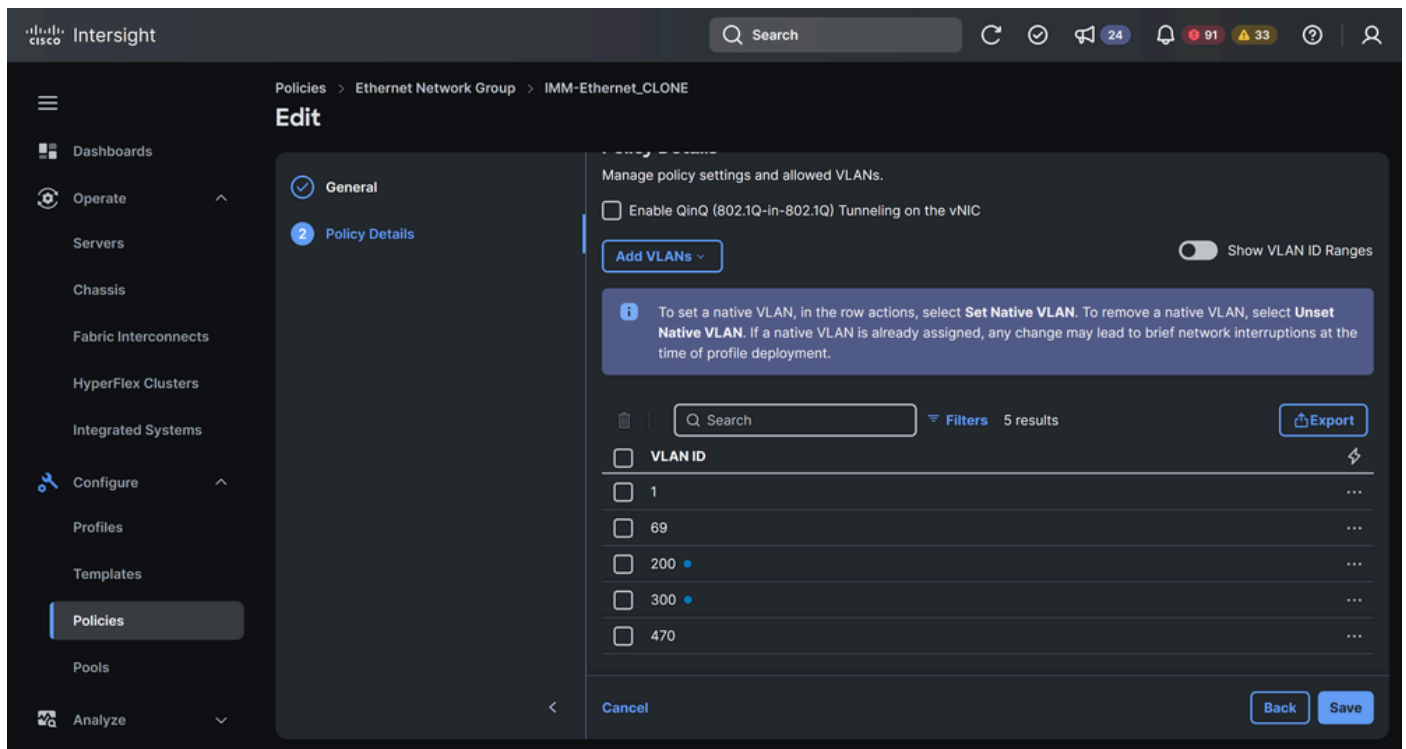 cisco Intersight
Search
24
91
33
Policies > Ethernet Network Group > IMM-Ethernet_CLONE
Edit
Dashboards
Operate
Servers
Chassis
Fabric Interconnects
HyperFlex Clusters
Integrated Systems
Configure
Profiles
Templates
Policies
Pools
Analyze
General
2 Policy Details
Policy Details
Manage policy settings and allowed VLANs.
Enable QinQ (802.1Q-in-802.1Q) Tunneling on the vNIC
Add VLANs
Show VLAN ID Ranges
To set a native VLAN, in the row actions, select Set Native VLAN. To remove a native VLAN, select Unset
Native VLAN. If a native VLAN is already assigned, any change may lead to brief network interruptions at the
time of profile deployment.
Search
Filters
5 results
Export
VLAN ID
1
69
200
300
470
Cancel
Back
Save